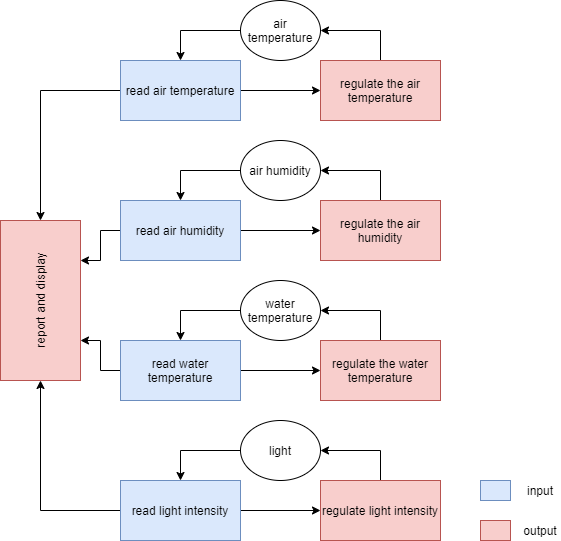 air
temperature
read air temperature
regulate the air
temperature
air humidity
read air humidity
regulate the air
humidity
report and display
water
temperature
read water
temperature
regulate the water
temperature
light
read light intensity
regulate light intensity
input
output